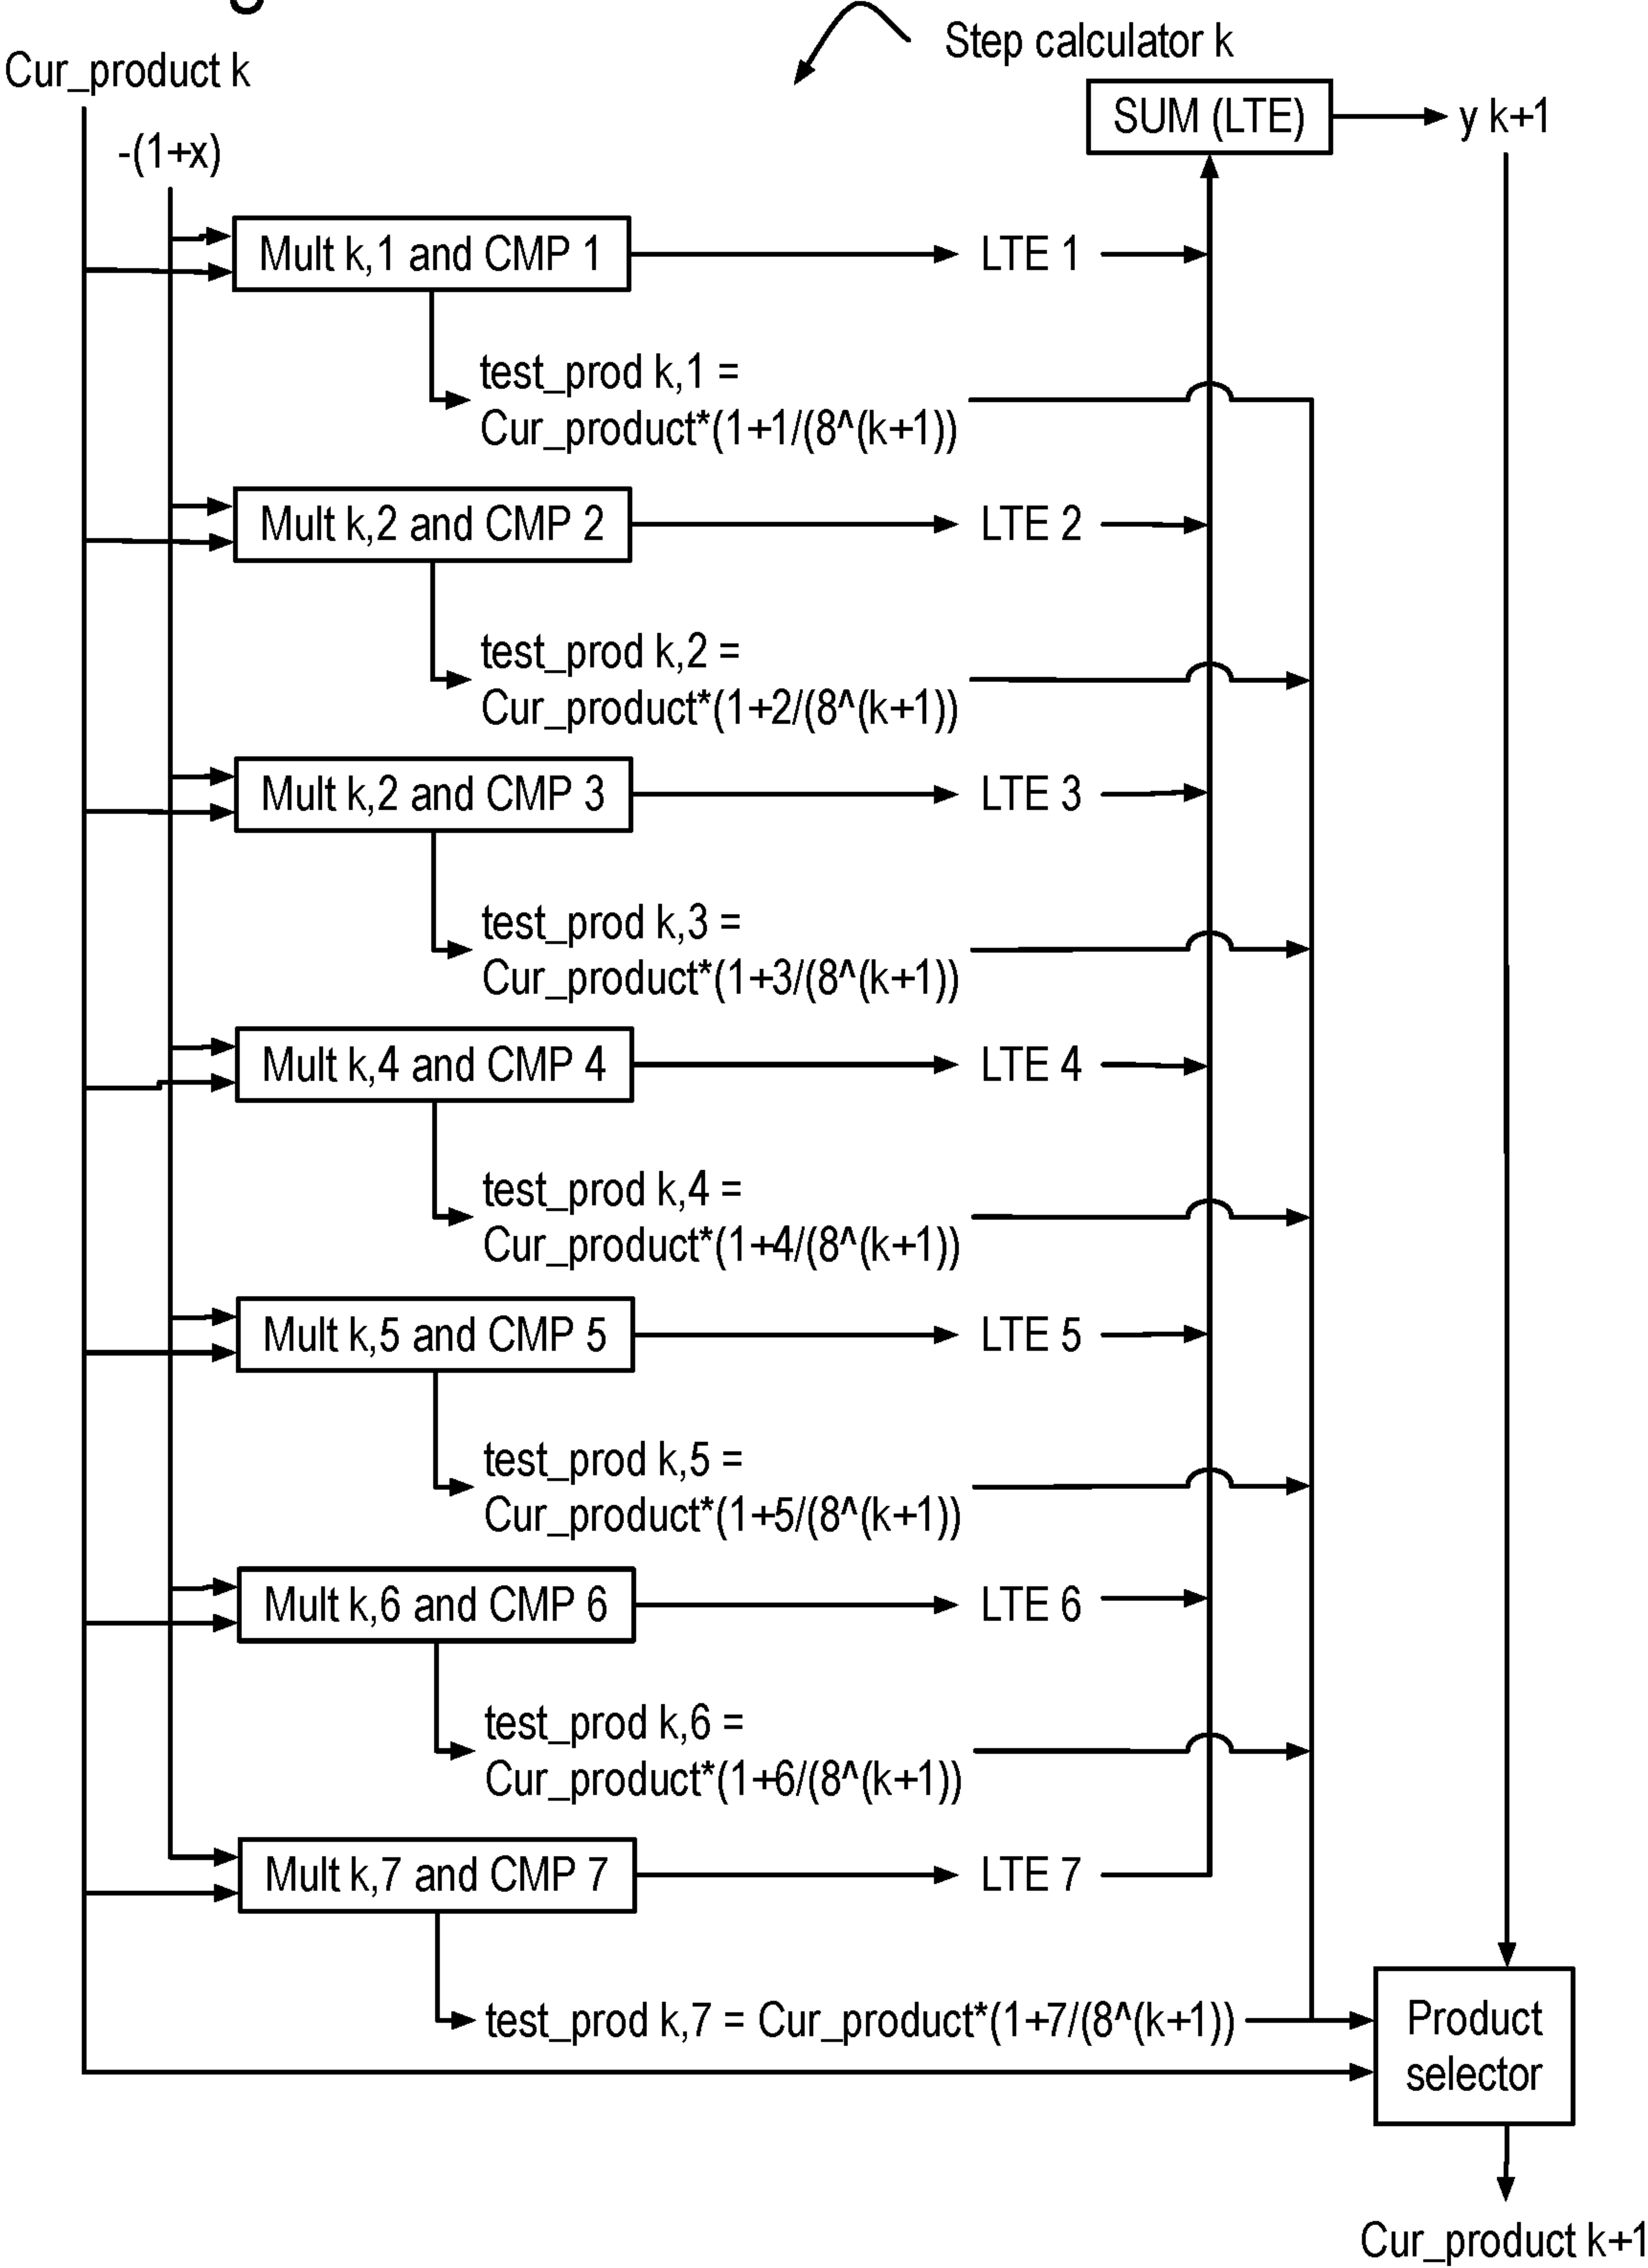 Step calculator k
Cur_product k
SUM (LTE)
y k+1
-(1+x)
Mult k,1 and CMP 1
LTE 1
test_prod k,1 =
Cur_product*(1+1/(8^(k+1))
Mult k,2 and CMP 2
LTE 2
test_prod k,2 =
Cur_product*(1+2/(8^(k+1))
Mult k,2 and CMP 3
LTE 3
test_prod k,3 =
Cur_product*(1+3/(8^(k+1))
Mult k,4 and CMP 4
LTE 4
test_prod k,4 =
Cur_product*(1+4/(8^(k+1))
Mult k,5 and CMP 5
LTE 5
test_prod k,5 =
Cur_product*(1+5/(8^(k+1))
Mult k,6 and CMP 6
LTE 6
test_prod k,6 =
Cur_product*(1+6/(8^(k+1))
Mult k,7 and CMP 7
LTE 7
test_prod k,7 = Cur_product*(1+7/(8^(k+1))
Product
selector
Cur_product k+1